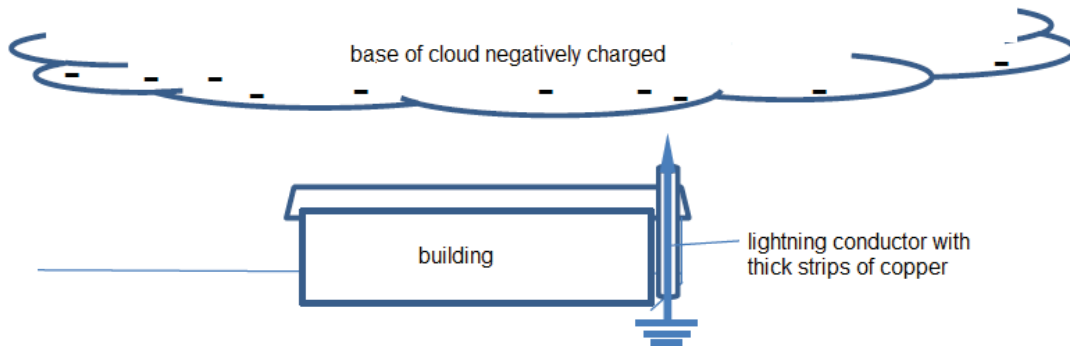 base of cloud negatively charged
building
lightning conductor with
thick strips of copper